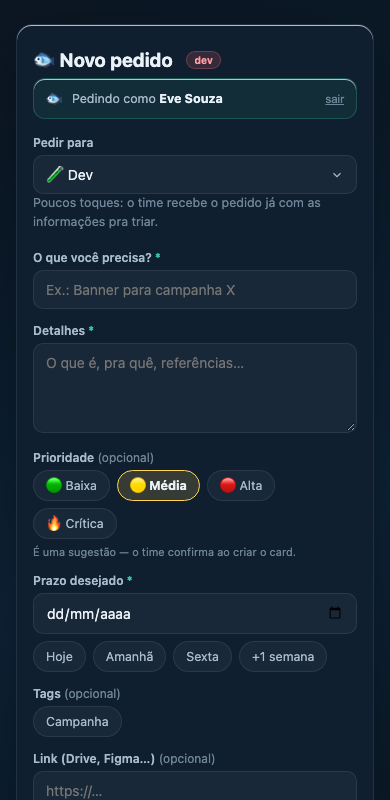 🐟 Novo pedido dev
🐟 Pedindo como Eve Souza sair
Pedir para
🧪 Dev
Poucos toques: o time recebe o pedido já com as
informações pra triar.
O que você precisa? *
Ex.: Banner para campanha X
Detalhes *
O que é, pra quê, referências...
Prioridade (opcional)
🟢 Baixa 🟡 Média 🔴 Alta
🔥 Crítica
É uma sugestão — o time confirma ao criar o card.
Prazo desejado *
dd/mm/aaaa
Hoje Amanhã Sexta +1 semana
Tags (opcional)
Campanha
Link (Drive, Figma...) (opcional)
https://...